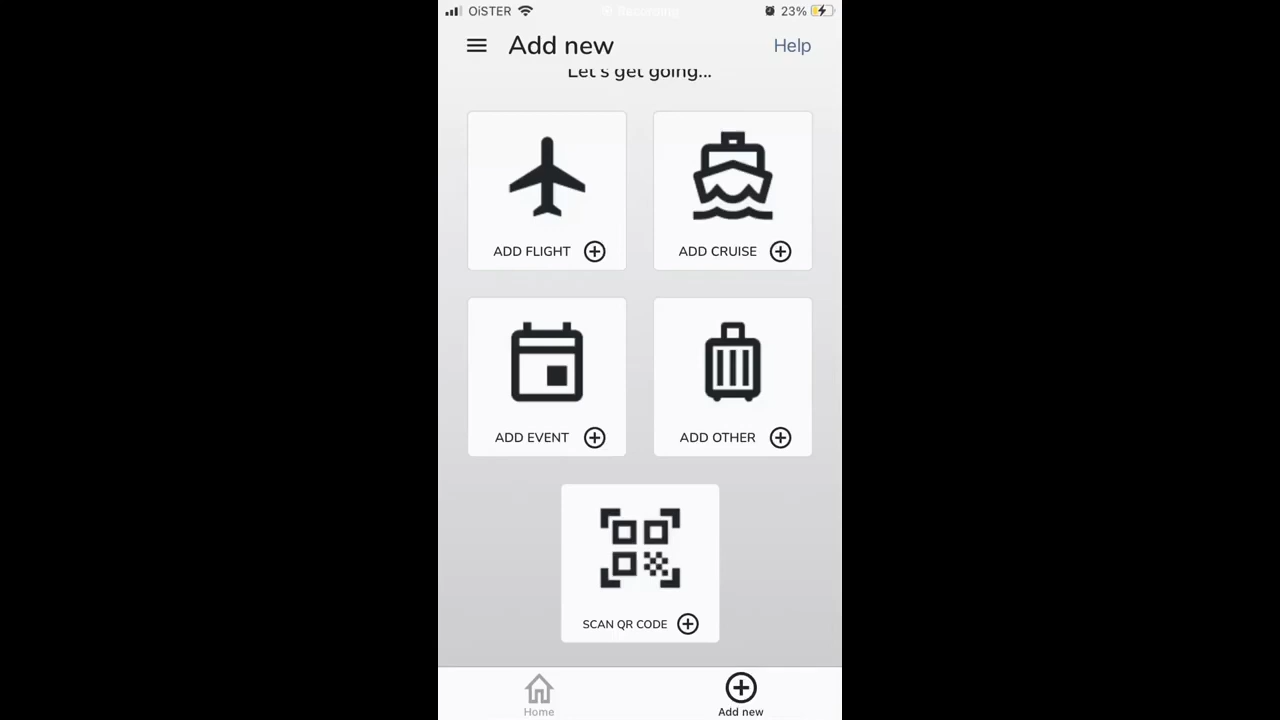 OiSTER 23%
Recording
Add new
Help
Let's get going...
ADD FLIGHT
ADD CRUISE
ADD EVENT
ADD OTHER
SCAN QR CODE
Home
Add new